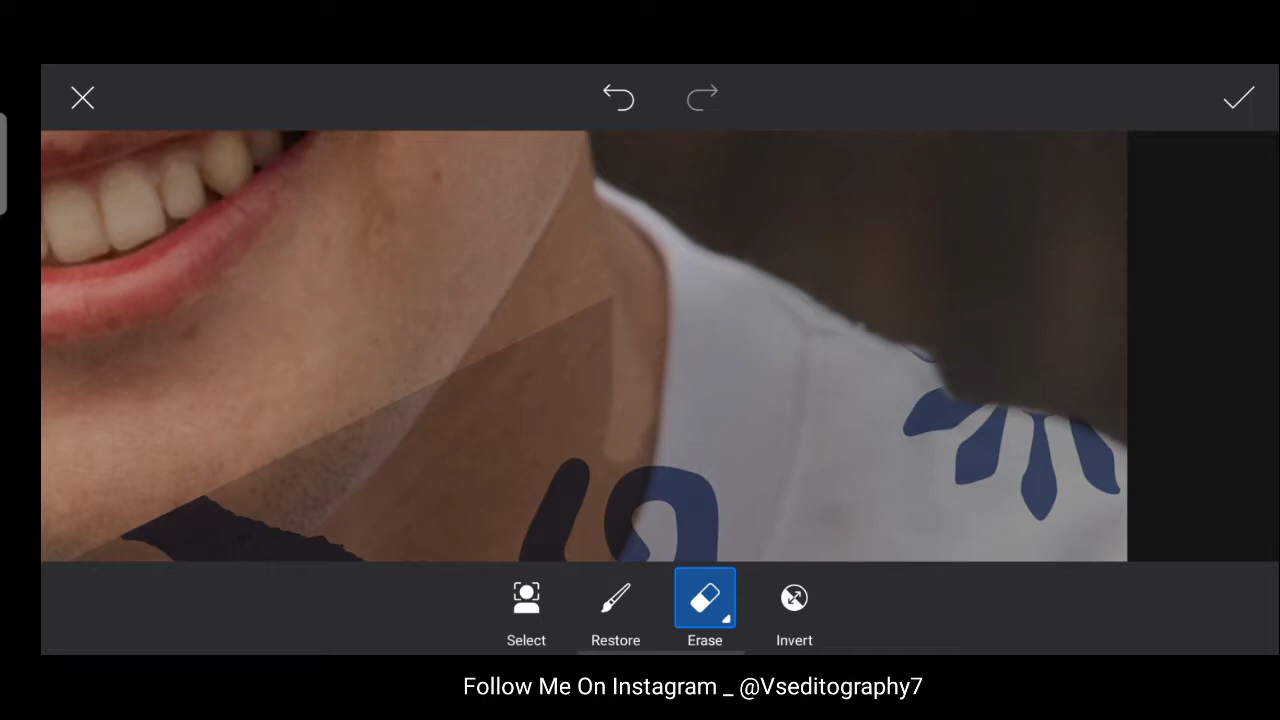 Select
Restore
Erase
Invert
Follow Me On Instagram _ @Vseditography7